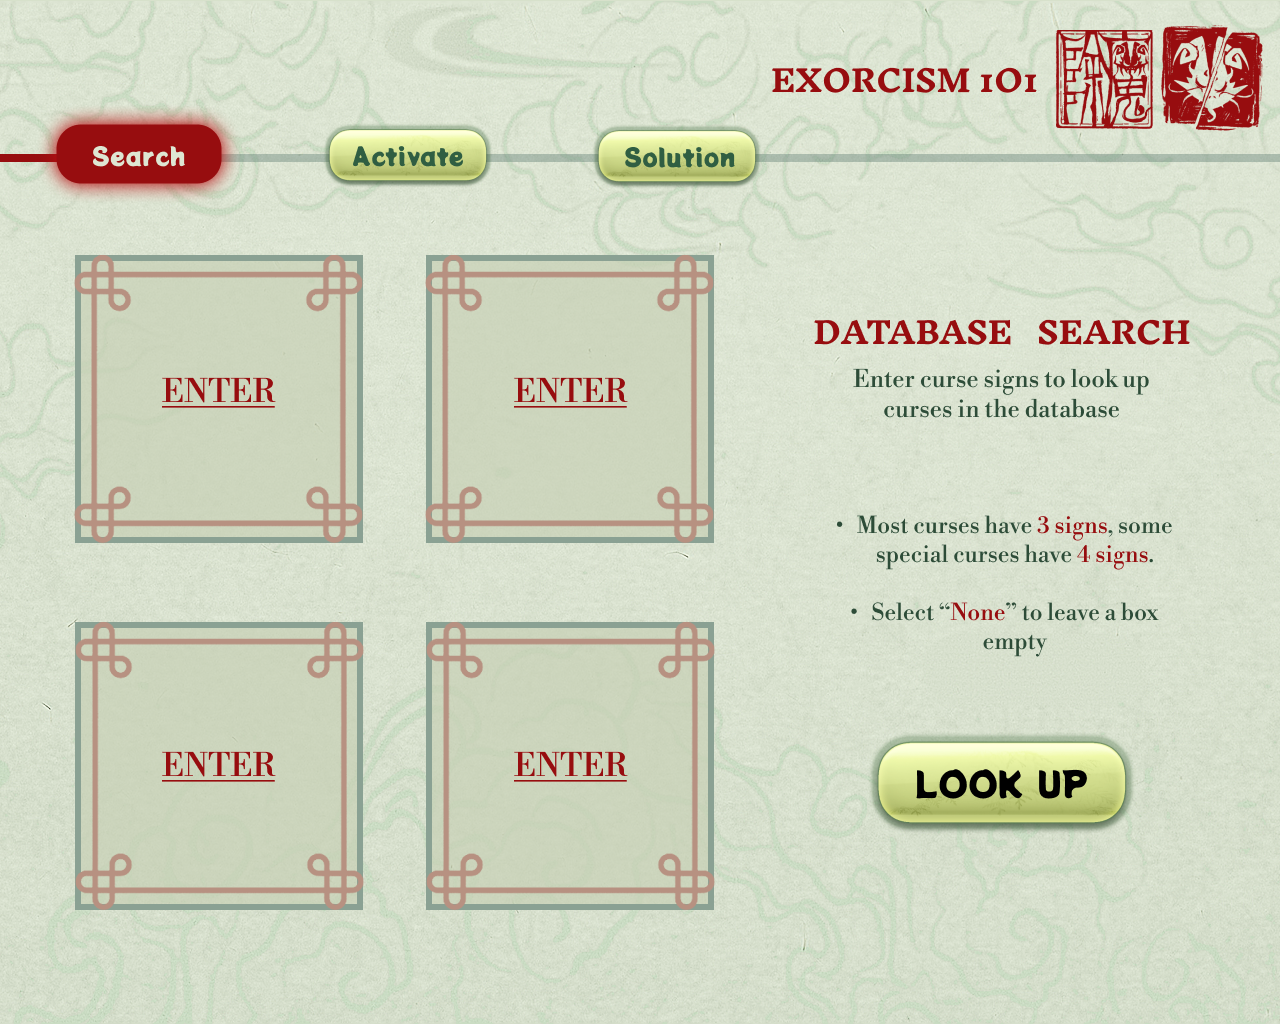 EXORCISM 101
Search
Activate
Solution
ENTER
ENTER
ENTER
ENTER
DATABASE SEARCH
Enter curse signs to look up
curses in the database
• Most curses have 3 signs, some
special curses have 4 signs.
• Select “None” to leave a box
empty
LOOK UP